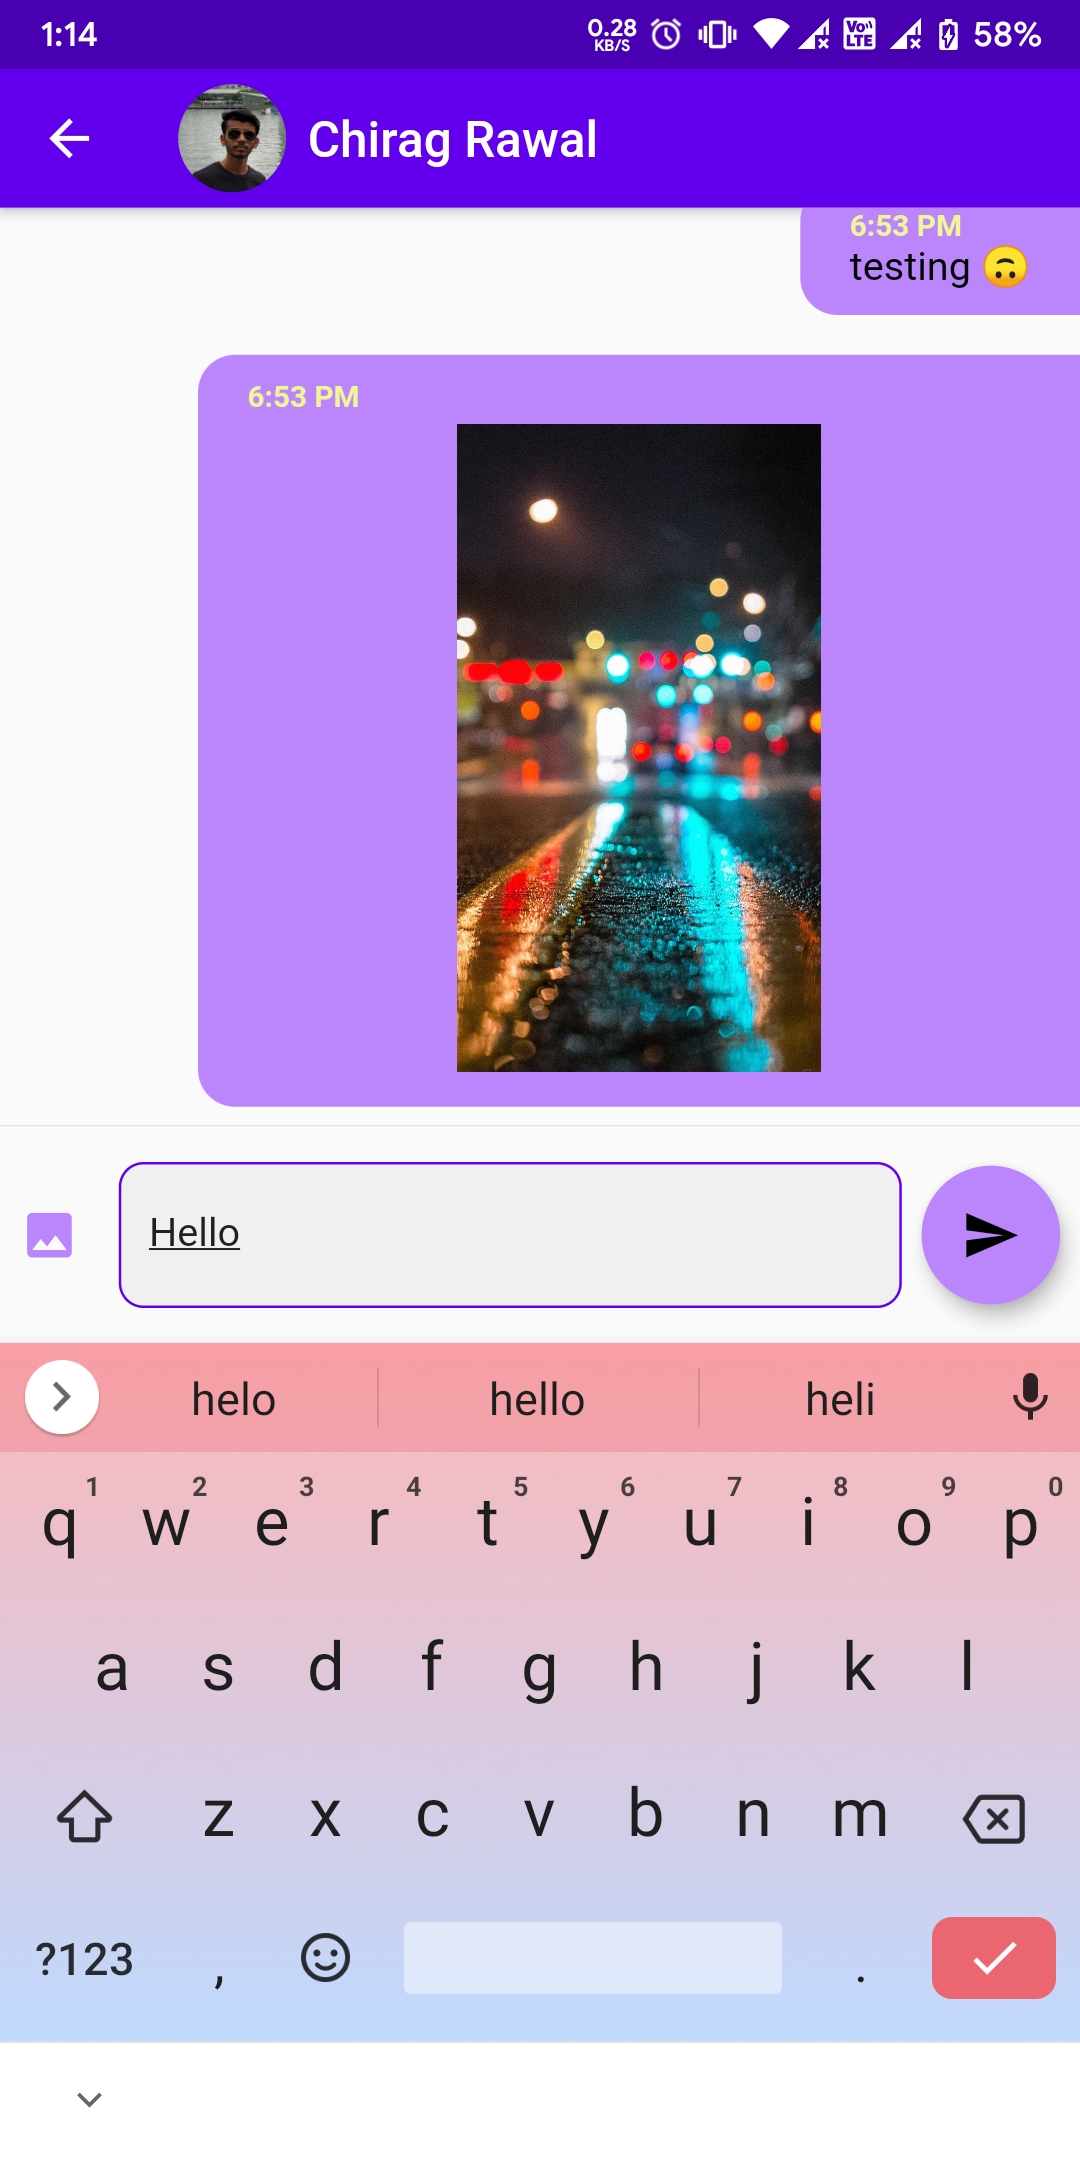 1:14 0.28 KB/S VoLTE 58%
Chirag Rawal
6:53 PM
testing 🙃
6:53 PM
Hello
helo hello heli
1 2 3 4 5 6 7 8 9 0
q w e r t y u i o p
a s d f g h j k l
z x c v b n m
?123 , .